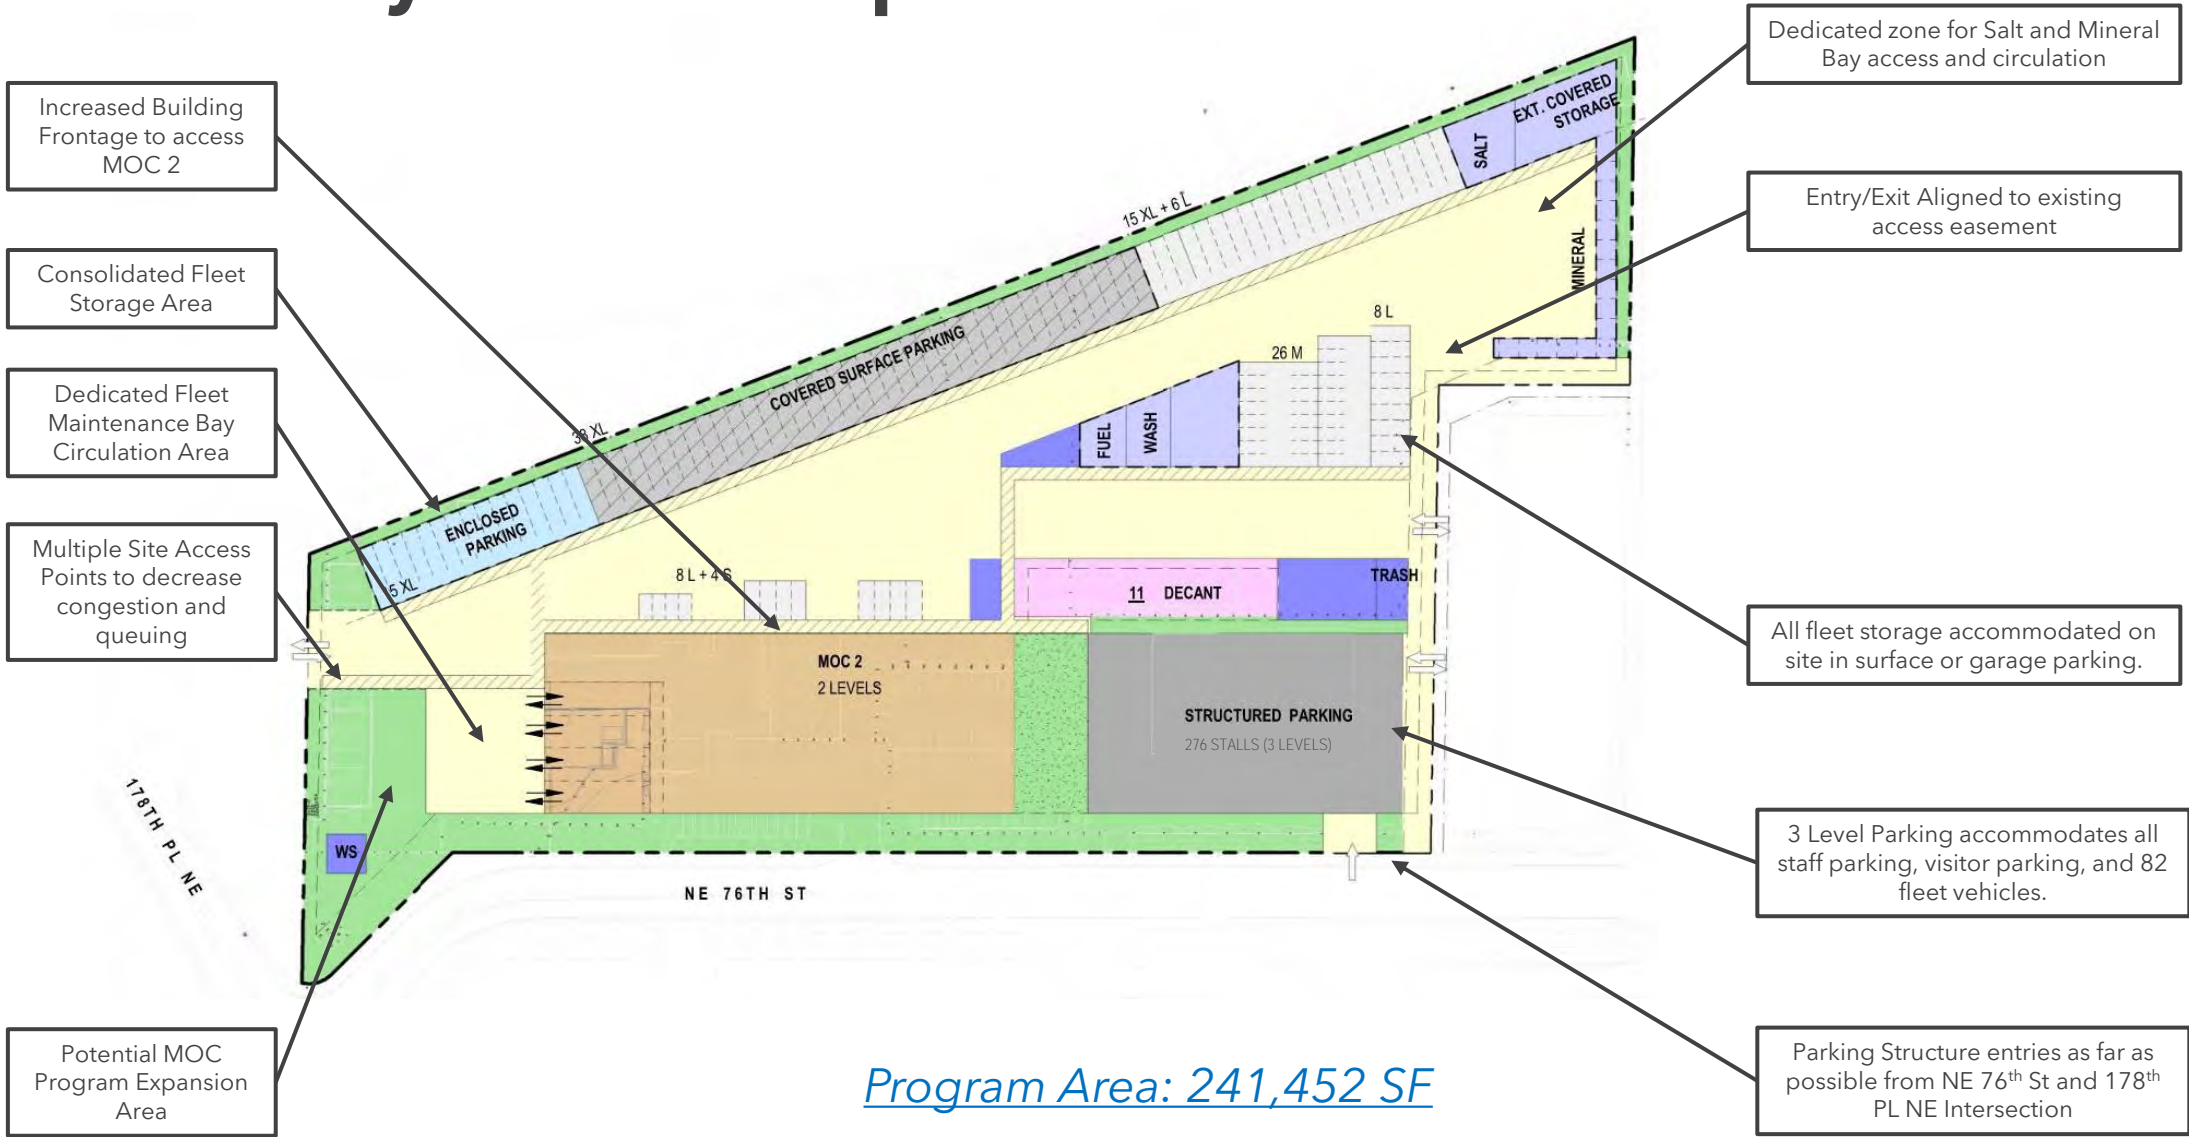 Increased Building
Frontage to access
MOC 2
Consolidated Fleet
Storage Area
Dedicated Fleet
Maintenance Bay
Circulation Area
Multiple Site Access
Points to decrease
congestion and
queuing
Potential MOC
Program Expansion
Area
Dedicated zone for Salt and Mineral
Bay access and circulation
Entry/Exit Aligned to existing
access easement
All fleet storage accommodated on
site in surface or garage parking.
3 Level Parking accommodates all
staff parking, visitor parking, and 82
fleet vehicles.
Parking Structure entries as far as
possible from NE 76th St and 178th
PL NE Intersection
EXT. COVERED
STORAGE
SALT
MINERAL
15 XL + 6 L
COVERED SURFACE PARKING
38 XL
ENCLOSED
PARKING
5 XL
8 L
26 M
FUEL
WASH
8 L + 4 S
11 DECANT
TRASH
MOC 2
2 LEVELS
STRUCTURED PARKING
276 STALLS (3 LEVELS)
WS
178TH PL NE
NE 76TH ST
Program Area: 241,452 SF